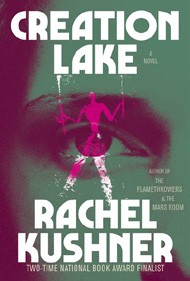 CREATION
LAKE
A
NOVEL
AUTHOR OF
THE
FLAMETHROWERS
& THE
MARS ROOM
RACHEL
KUSHNER
TWO-TIME NATIONAL BOOK AWARD FINALIST